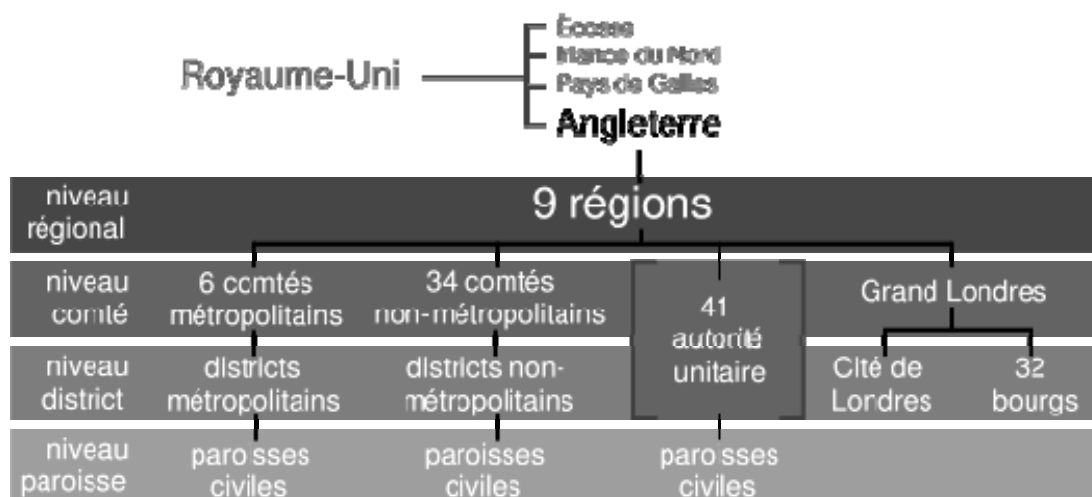 Écosse
Irlande du Nord
Royaume-Uni
Pays de Galles
Angleterre
niveau
régional
9 régions
niveau
comté
6 comtés
métropolitains
34 comtés
non-métropolitains
41
autorité
unitaire
Grand Londres
niveau
district
districts
métropolitains
districts non-
métropolitains
Cité de
Londres
32
bourgs
niveau
paroisse
paroisses
civiles
paroisses
civiles
paroisses
civiles